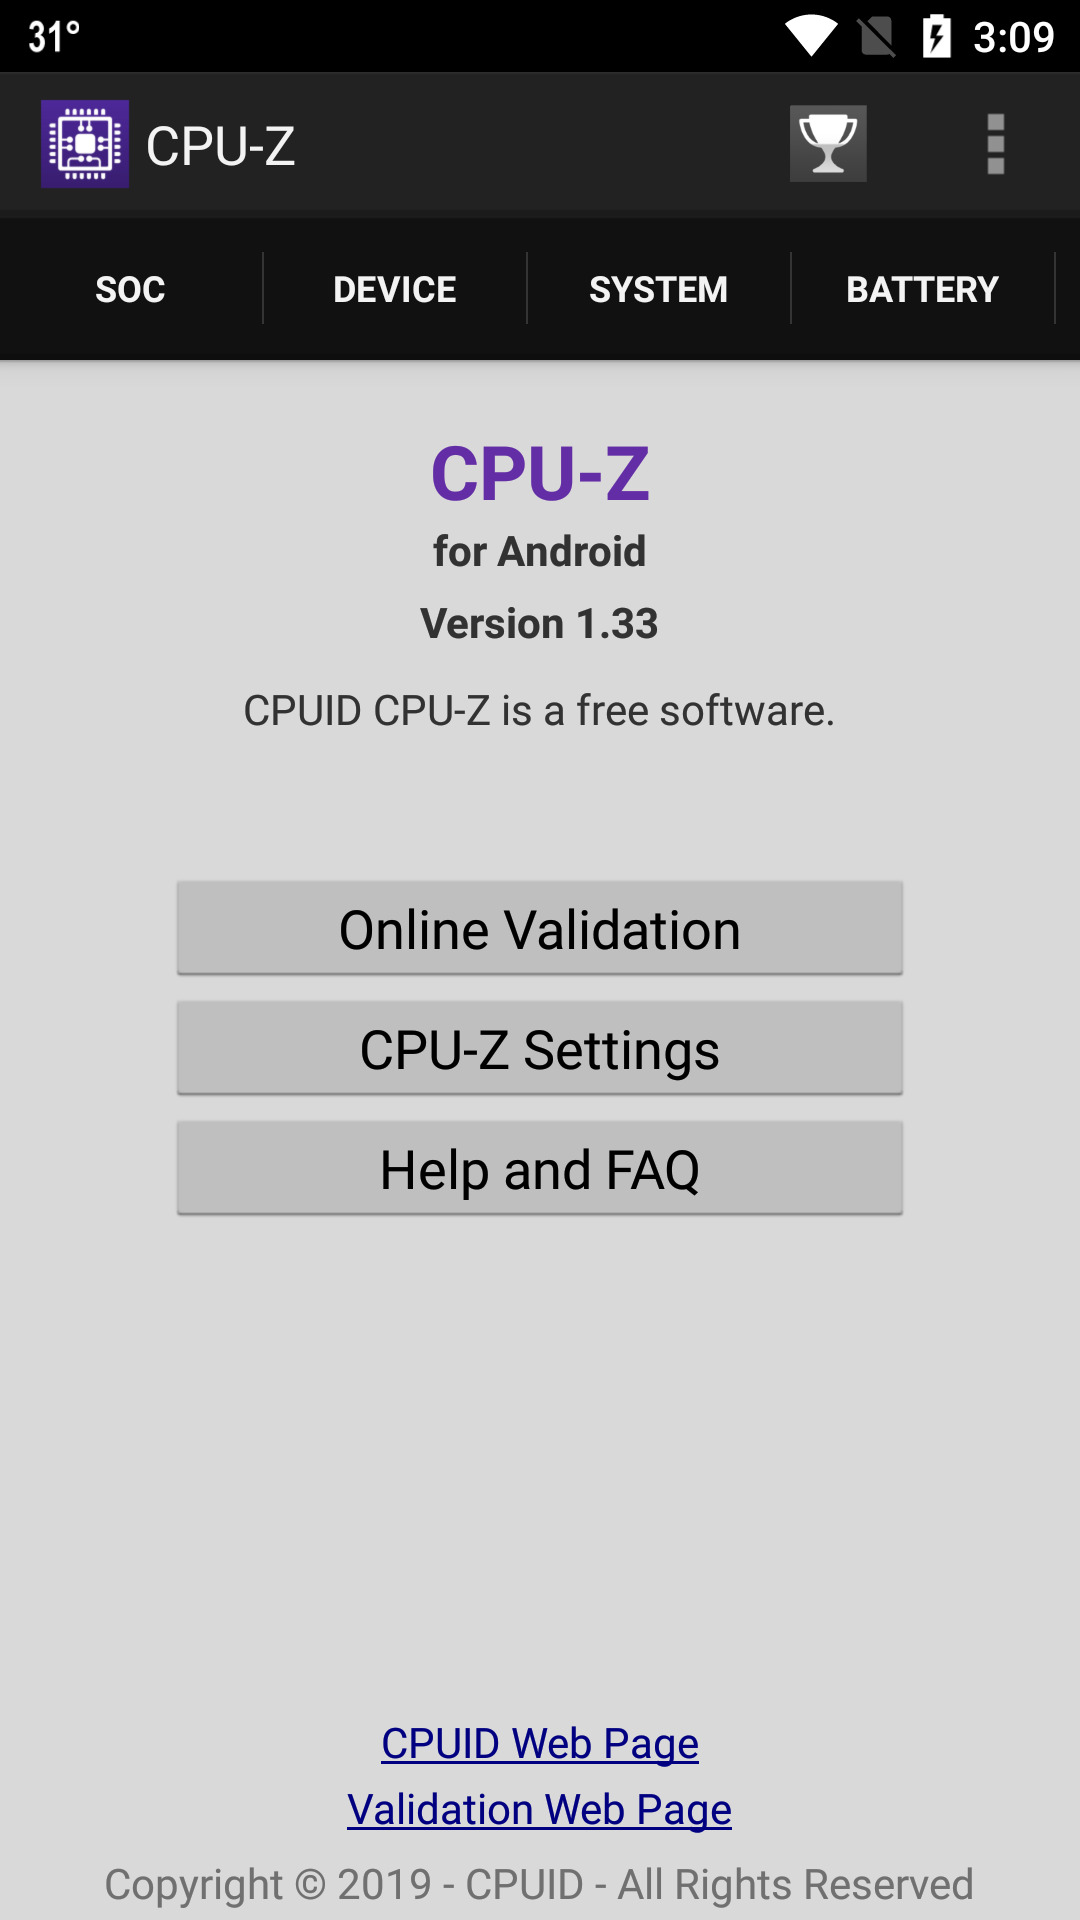 31°
3:09
CPU-Z
SOC
DEVICE
SYSTEM
BATTERY
CPU-Z
for Android
Version 1.33
CPUID CPU-Z is a free software.
Online Validation
CPU-Z Settings
Help and FAQ
CPUID Web Page
Validation Web Page
Copyright © 2019 - CPUID - All Rights Reserved